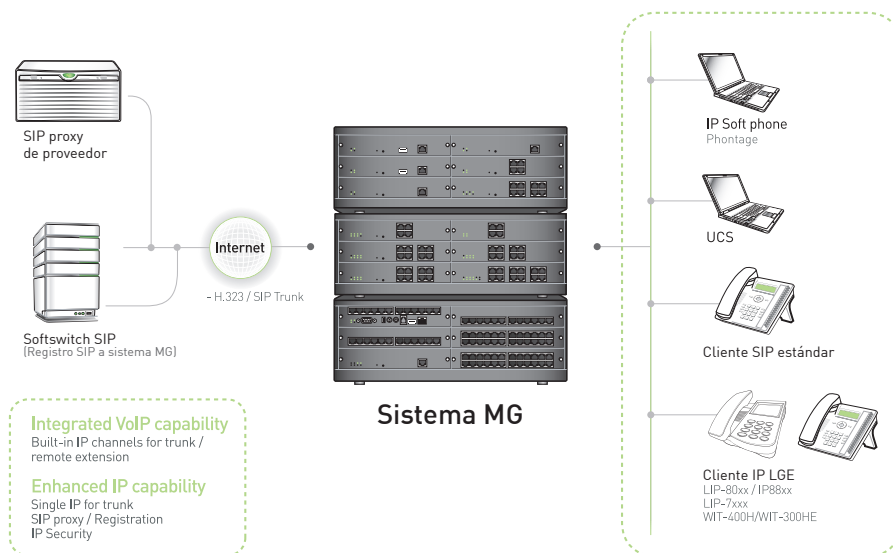 SIP proxy
de proveedor
Softswitch SIP
(Registro SIP a sistema MG)
Internet
- H.323 / SIP Trunk
Sistema MG
IP Soft phone
Phontage
UCS
Cliente SIP estándar
Cliente IP LGE
LIP-80xx / IP88xx
LIP-7xxx
WIT-400H/WIT-300HE
Integrated VoIP capability
Built-in IP channels for trunk /
remote extension
Enhanced IP capability
Single IP for trunk
SIP proxy / Registration
IP Security